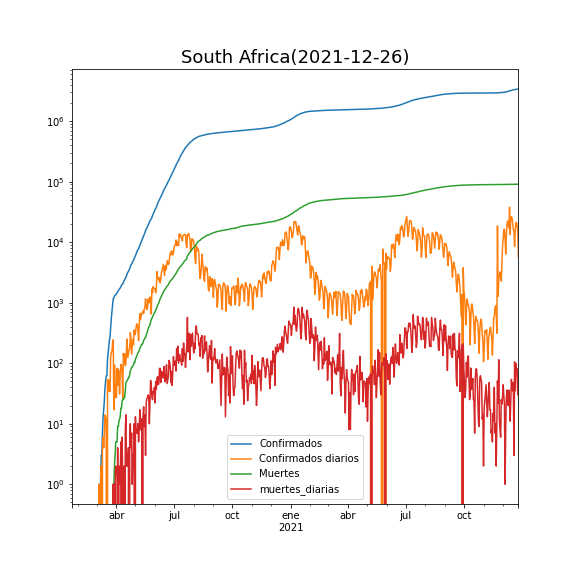 South Africa(2021-12-26)
10^6
10^5
10^4
10^3
10^2
10^1
10^0
Confirmados
Confirmados diarios
Muertes
muertes_diarias
abr jul oct ene abr jul oct
2021